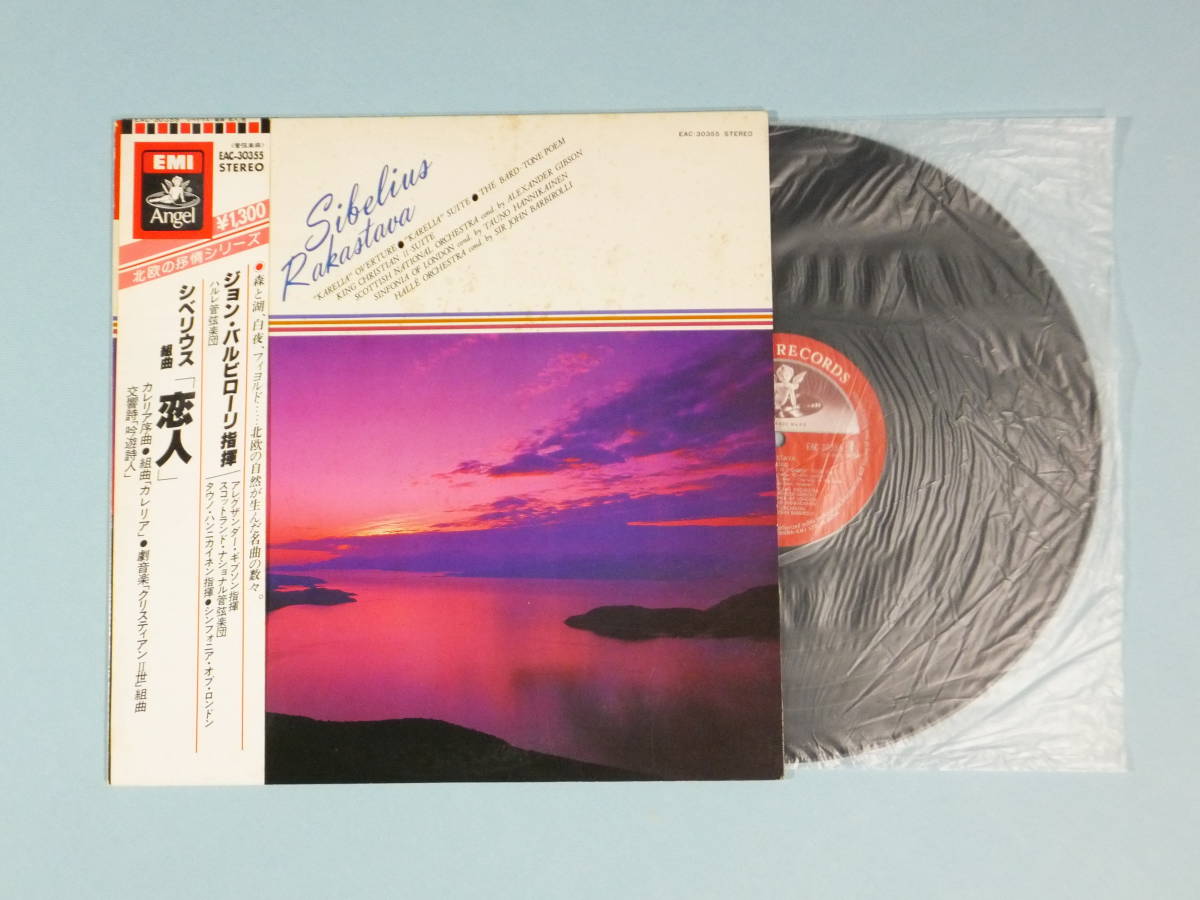 EMI
Angel
(管弦楽曲)
EAC-30355
STEREO
¥1,300
北欧の抒情シリーズ
●森と湖、白夜、フィヨルド……北欧の自然が生んだ名曲の数々。
ジョン・バルビローリ指揮
ハルレ管弦楽団
アレグザンダー・ギブソン指揮
スコットランド・ナショナル管弦楽団
タウノ・ハンニカイネン指揮●シンフォニア・オブ・ロンドン
シベリウス
組曲「恋人」
カレリア序曲●組曲「カレリア」●劇音楽「クリスティアンII世」組曲
交響詩「吟遊詩人」
EAC-30355 STEREO
Sibelius
Rakastava
"KARELIA" OVERTURE ● "KARELIA" SUITE ● THE BARD-TONE POEM
KING CHRISTIAN II-SUITE
SCOTTISH NATIONAL ORCHESTRA cond. by ALEXANDER GIBSON
SINFONIA OF LONDON cond. by TAUNO HANNIKAINEN
HALLÉ ORCHESTRA cond by SIR JOHN BARBIROLLI
RECORDS